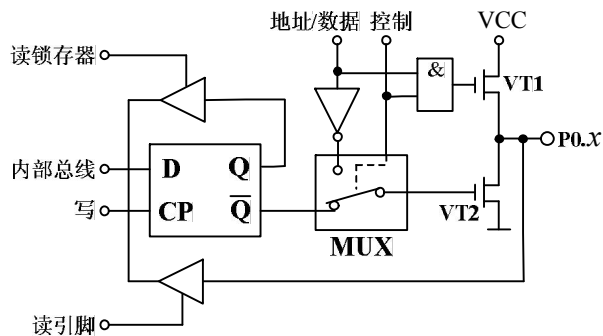 地址/数据 控制 VCC
读锁存器
&
VT1
内部总线 D Q
P0.x
写 CP Q̅
VT2
MUX
读引脚